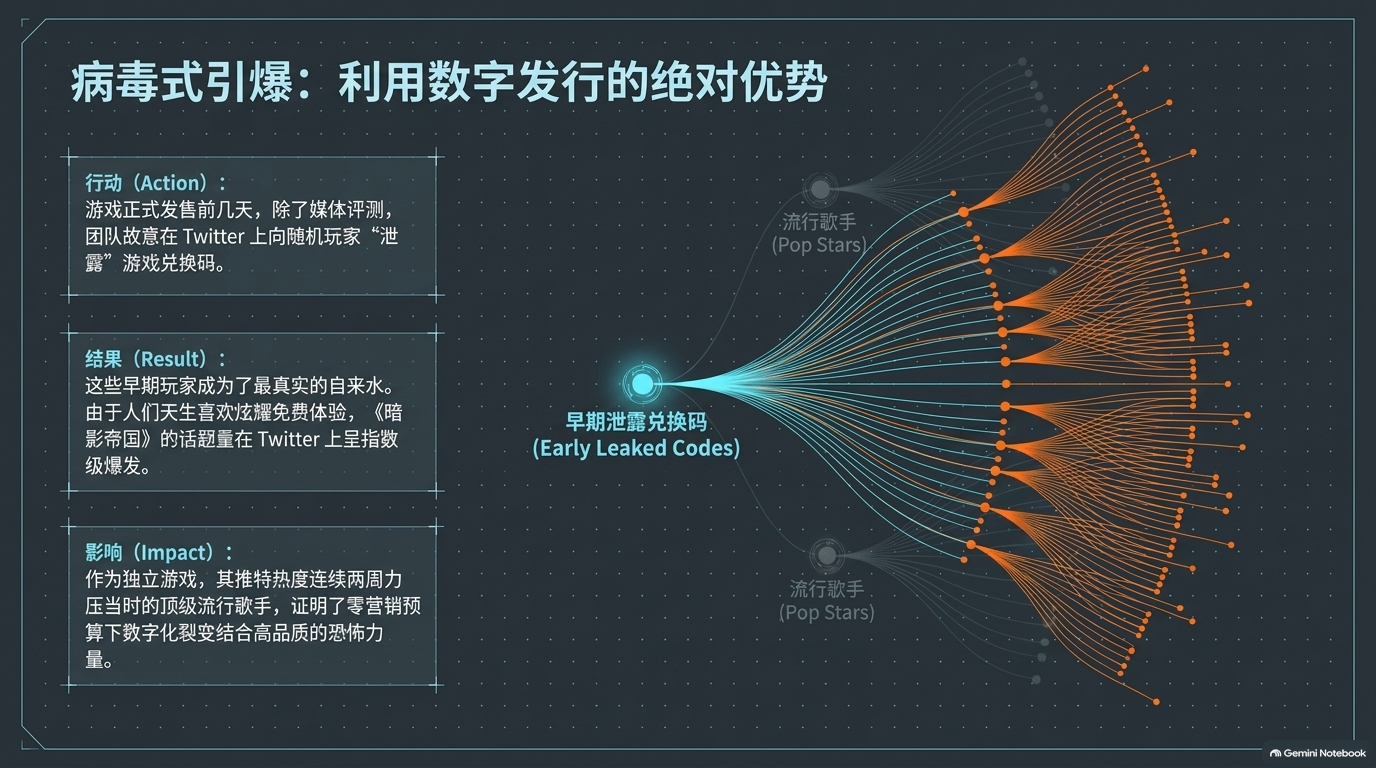 病毒式引爆：利用数字发行的绝对优势
行动（Action）:
游戏正式发售前几天，除了媒体评测，
团队故意在 Twitter 上向随机玩家“泄
露”游戏兑换码。
结果（Result）:
这些早期玩家成为了最真实的自来水。
由于人们天生喜欢炫耀免费体验，《暗
影帝国》的话题量在 Twitter 上呈指数
级爆发。
影响（Impact）:
作为独立游戏，其推特热度连续两周力
压当时的顶级流行歌手，证明了零营销预
算下数字化裂变结合高品质的恐怖力
量。
流行歌手
(Pop Stars)
早期泄露兑换码
(Early Leaked Codes)
流行歌手
(Pop Stars)
Gemini Notebook